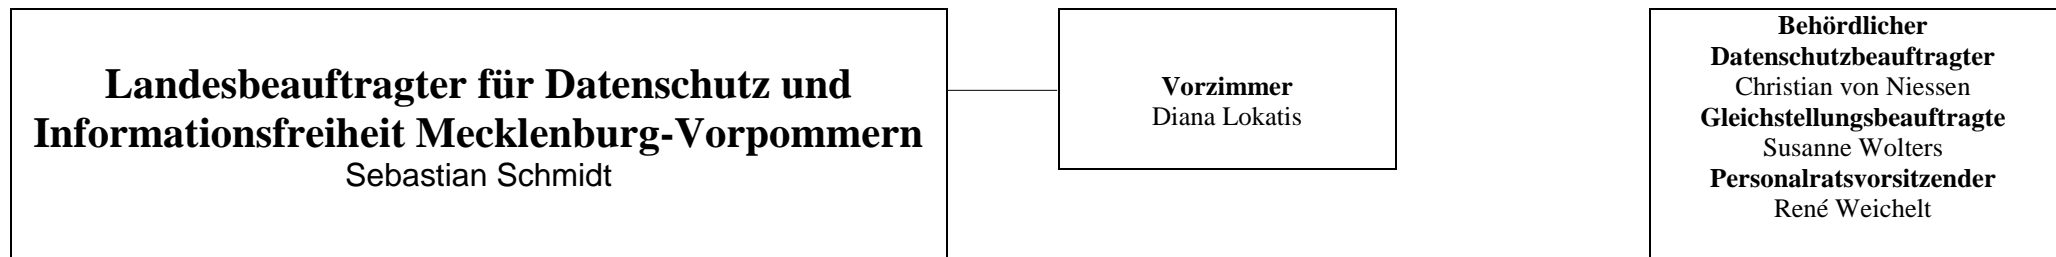 Landesbeauftragter für Datenschutz und
Informationsfreiheit Mecklenburg-Vorpommern
Sebastian Schmidt
Vorzimmer
Diana Lokatis
Behördlicher
Datenschutzbeauftragter
Christian von Niessen
Gleichstellungsbeauftragte
Susanne Wolters
Personalratsvorsitzender
René Weichelt